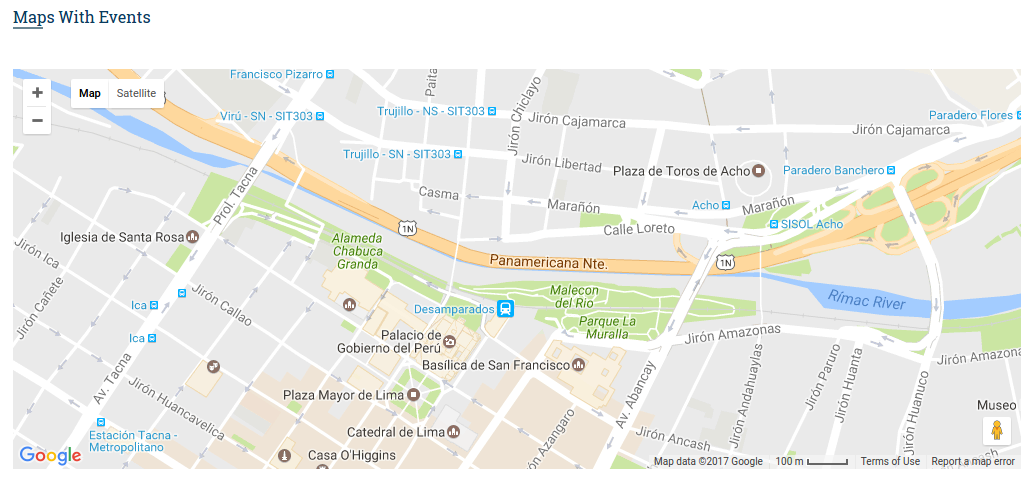 Maps With Events
Francisco Pizarro
Paita
+
Map
Satellite
−
Virú - SN - SIT303
Trujillo - NS - SIT303
Jirón Chiclayo
Jirón Cajamarca
Jirón Cajamarca
Paradero Flores
Trujillo - SN - SIT303
Jirón Libertad
Plaza de Toros de Acho
Paradero Banchero
Prol. Tacna
Casma
Marañón
Acho
Marañón
SISOL Acho
Calle Loreto
1N
Iglesia de Santa Rosa
Alameda
Chabuca
Granda
Jirón Ica
Panamericana Nte.
1N
Jirón Cañete
Jirón Callao
Ica
Malecon
del Rio
Rímac River
Desamparados
Parque La
Muralla
Ica
Palacio de
Gobierno del Perú
Jirón Amazonas
Jirón Amazona
Basílica de San Francisco
Av. Tacna
Jirón Huancavelica
Plaza Mayor de Lima
Av. Abancay
Jirón Andahuaylas
Jirón Paruro
Jirón Huanta
Jirón Huanuco
Museo
Estación Tacna -
Metropolitano
Catedral de Lima
Jirón Azangaro
Jirón Ancash
Casa O'Higgins
Google
Map data ©2017 Google
100 m
Terms of Use
Report a map error